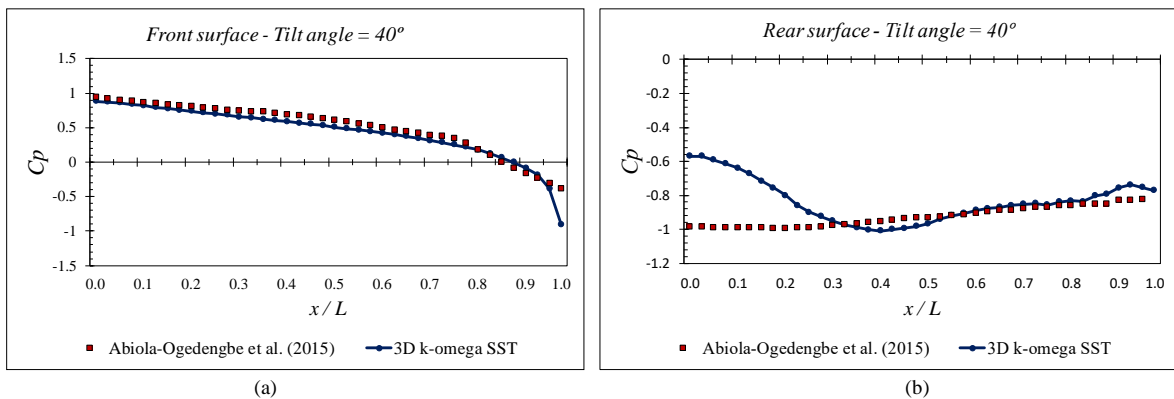 Front surface - Tilt angle = 40º
1.5
1
0.5
0
-0.5
-1
-1.5
Cp
0.0 0.1 0.2 0.3 0.4 0.5 0.6 0.7 0.8 0.9 1.0
x / L
Abiola-Ogedengbe et al. (2015) 3D k-omega SST
(a)
Rear surface - Tilt angle = 40º
0
-0.2
-0.4
-0.6
-0.8
-1
-1.2
Cp
0.0 0.1 0.2 0.3 0.4 0.5 0.6 0.7 0.8 0.9 1.0
x / L
Abiola-Ogedengbe et al. (2015) 3D k-omega SST
(b)